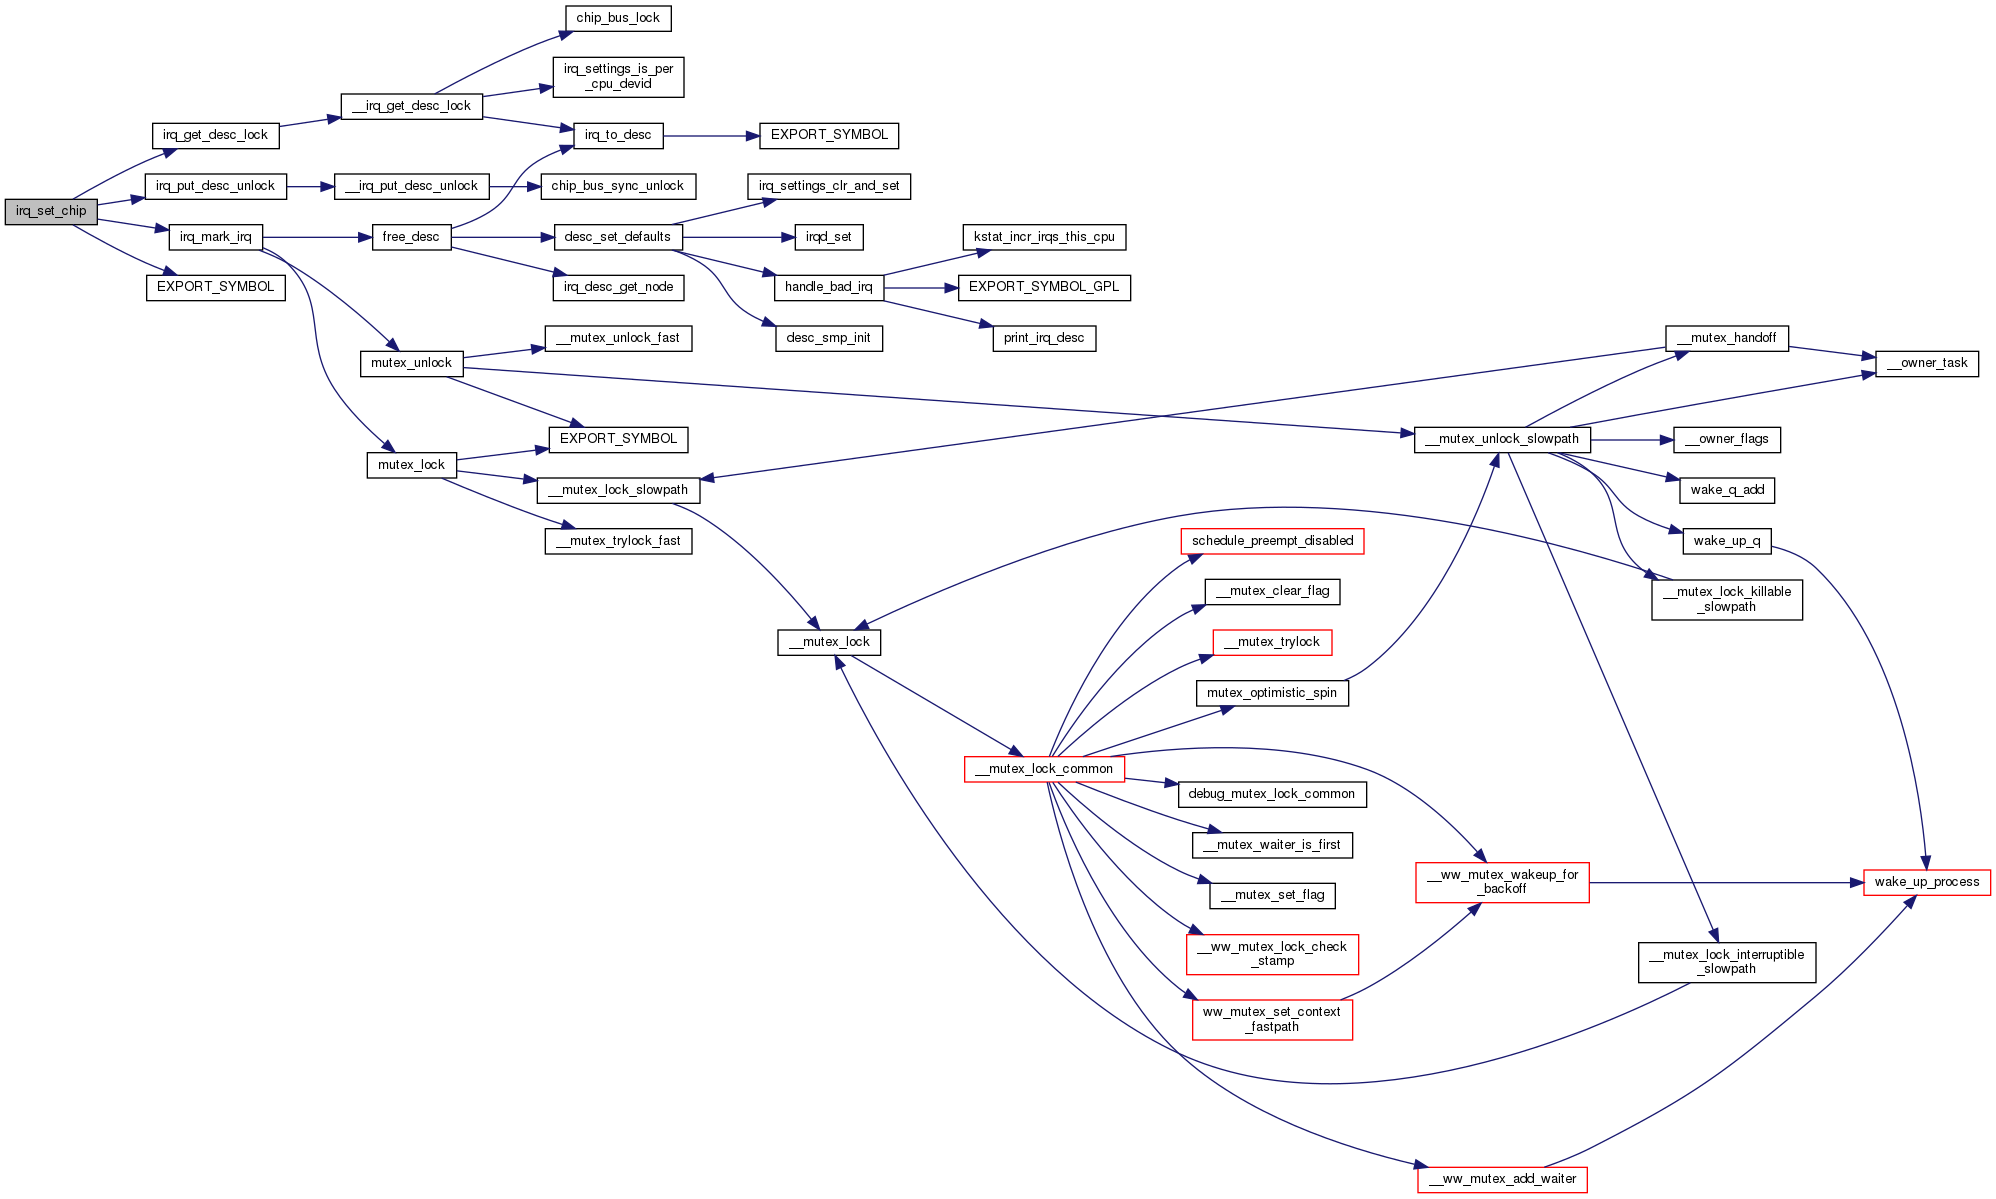 chip_bus_lock
irq_settings_is_per
_cpu_devid
__irq_get_desc_lock
irq_get_desc_lock
irq_to_desc
EXPORT_SYMBOL
irq_put_desc_unlock
__irq_put_desc_unlock
chip_bus_sync_unlock
irq_settings_clr_and_set
irq_set_chip
irq_mark_irq
free_desc
desc_set_defaults
irqd_set
kstat_incr_irqs_this_cpu
EXPORT_SYMBOL
irq_desc_get_node
handle_bad_irq
EXPORT_SYMBOL_GPL
__mutex_unlock_fast
desc_smp_init
print_irq_desc
__mutex_handoff
mutex_unlock
__owner_task
EXPORT_SYMBOL
__mutex_unlock_slowpath
__owner_flags
mutex_lock
__mutex_lock_slowpath
wake_q_add
__mutex_trylock_fast
schedule_preempt_disabled
wake_up_q
__mutex_clear_flag
__mutex_lock_killable
_slowpath
__mutex_lock
__mutex_trylock
mutex_optimistic_spin
__mutex_lock_common
debug_mutex_lock_common
__mutex_waiter_is_first
__ww_mutex_wakeup_for
_backoff
wake_up_process
__mutex_set_flag
__ww_mutex_lock_check
_stamp
__mutex_lock_interruptible
_slowpath
ww_mutex_set_context
_fastpath
__ww_mutex_add_waiter